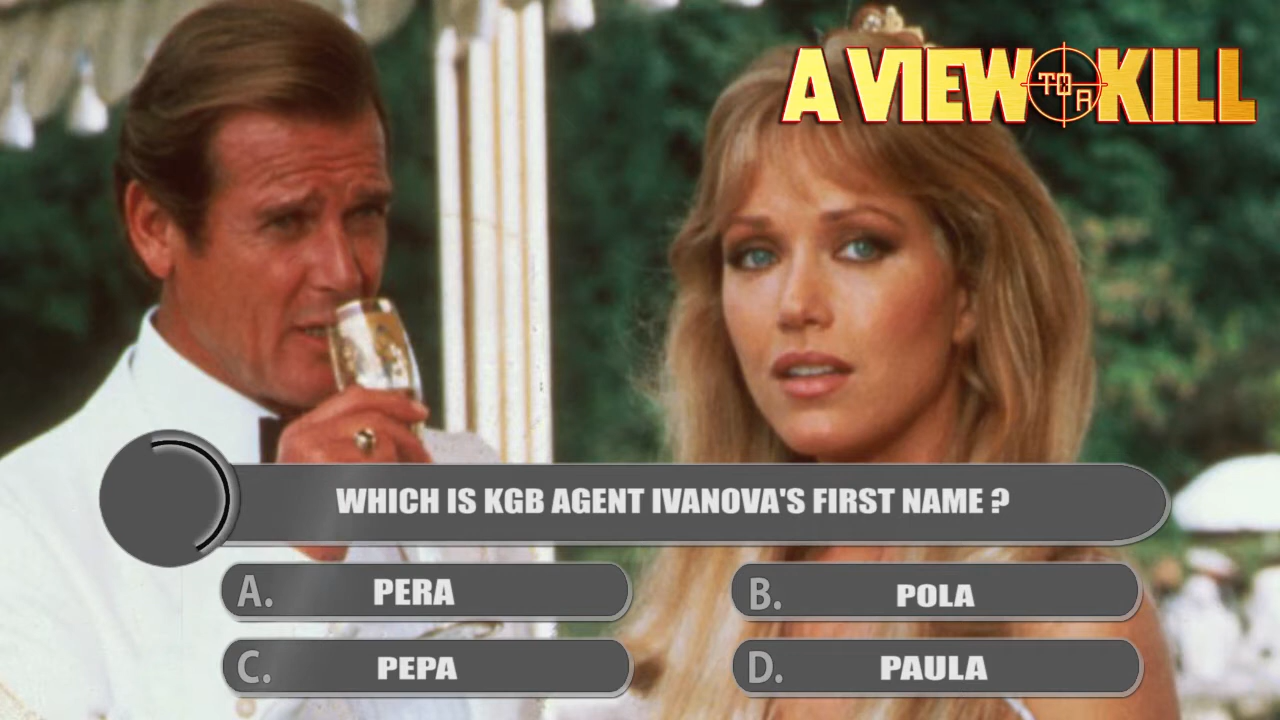 A VIEW TO A KILL
WHICH IS KGB AGENT IVANOVA'S FIRST NAME ?
A. PERA
B. POLA
C. PEPA
D. PAULA